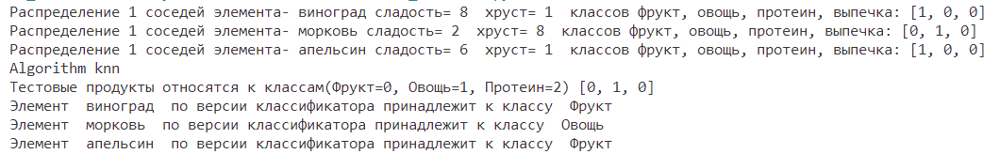 Распределение 1 соседей элемента- виноград сладость= 8  хруст= 1  классов фрукт, овощь, протеин, выпечка: [1, 0, 0]
Распределение 1 соседей элемента- морковь сладость= 2  хруст= 8  классов фрукт, овощь, протеин, выпечка: [0, 1, 0]
Распределение 1 соседей элемента- апельсин сладость= 6  хруст= 1  классов фрукт, овощь, протеин, выпечка: [1, 0, 0]
Algorithm knn
Тестовые продукты относятся к классам(Фрукт=0, Овощь=1, Протеин=2) [0, 1, 0]
Элемент  виноград  по версии классификатора принадлежит к классу  Фрукт
Элемент  морковь  по версии классификатора принадлежит к классу  Овощь
Элемент  апельсин  по версии классификатора принадлежит к классу  Фрукт